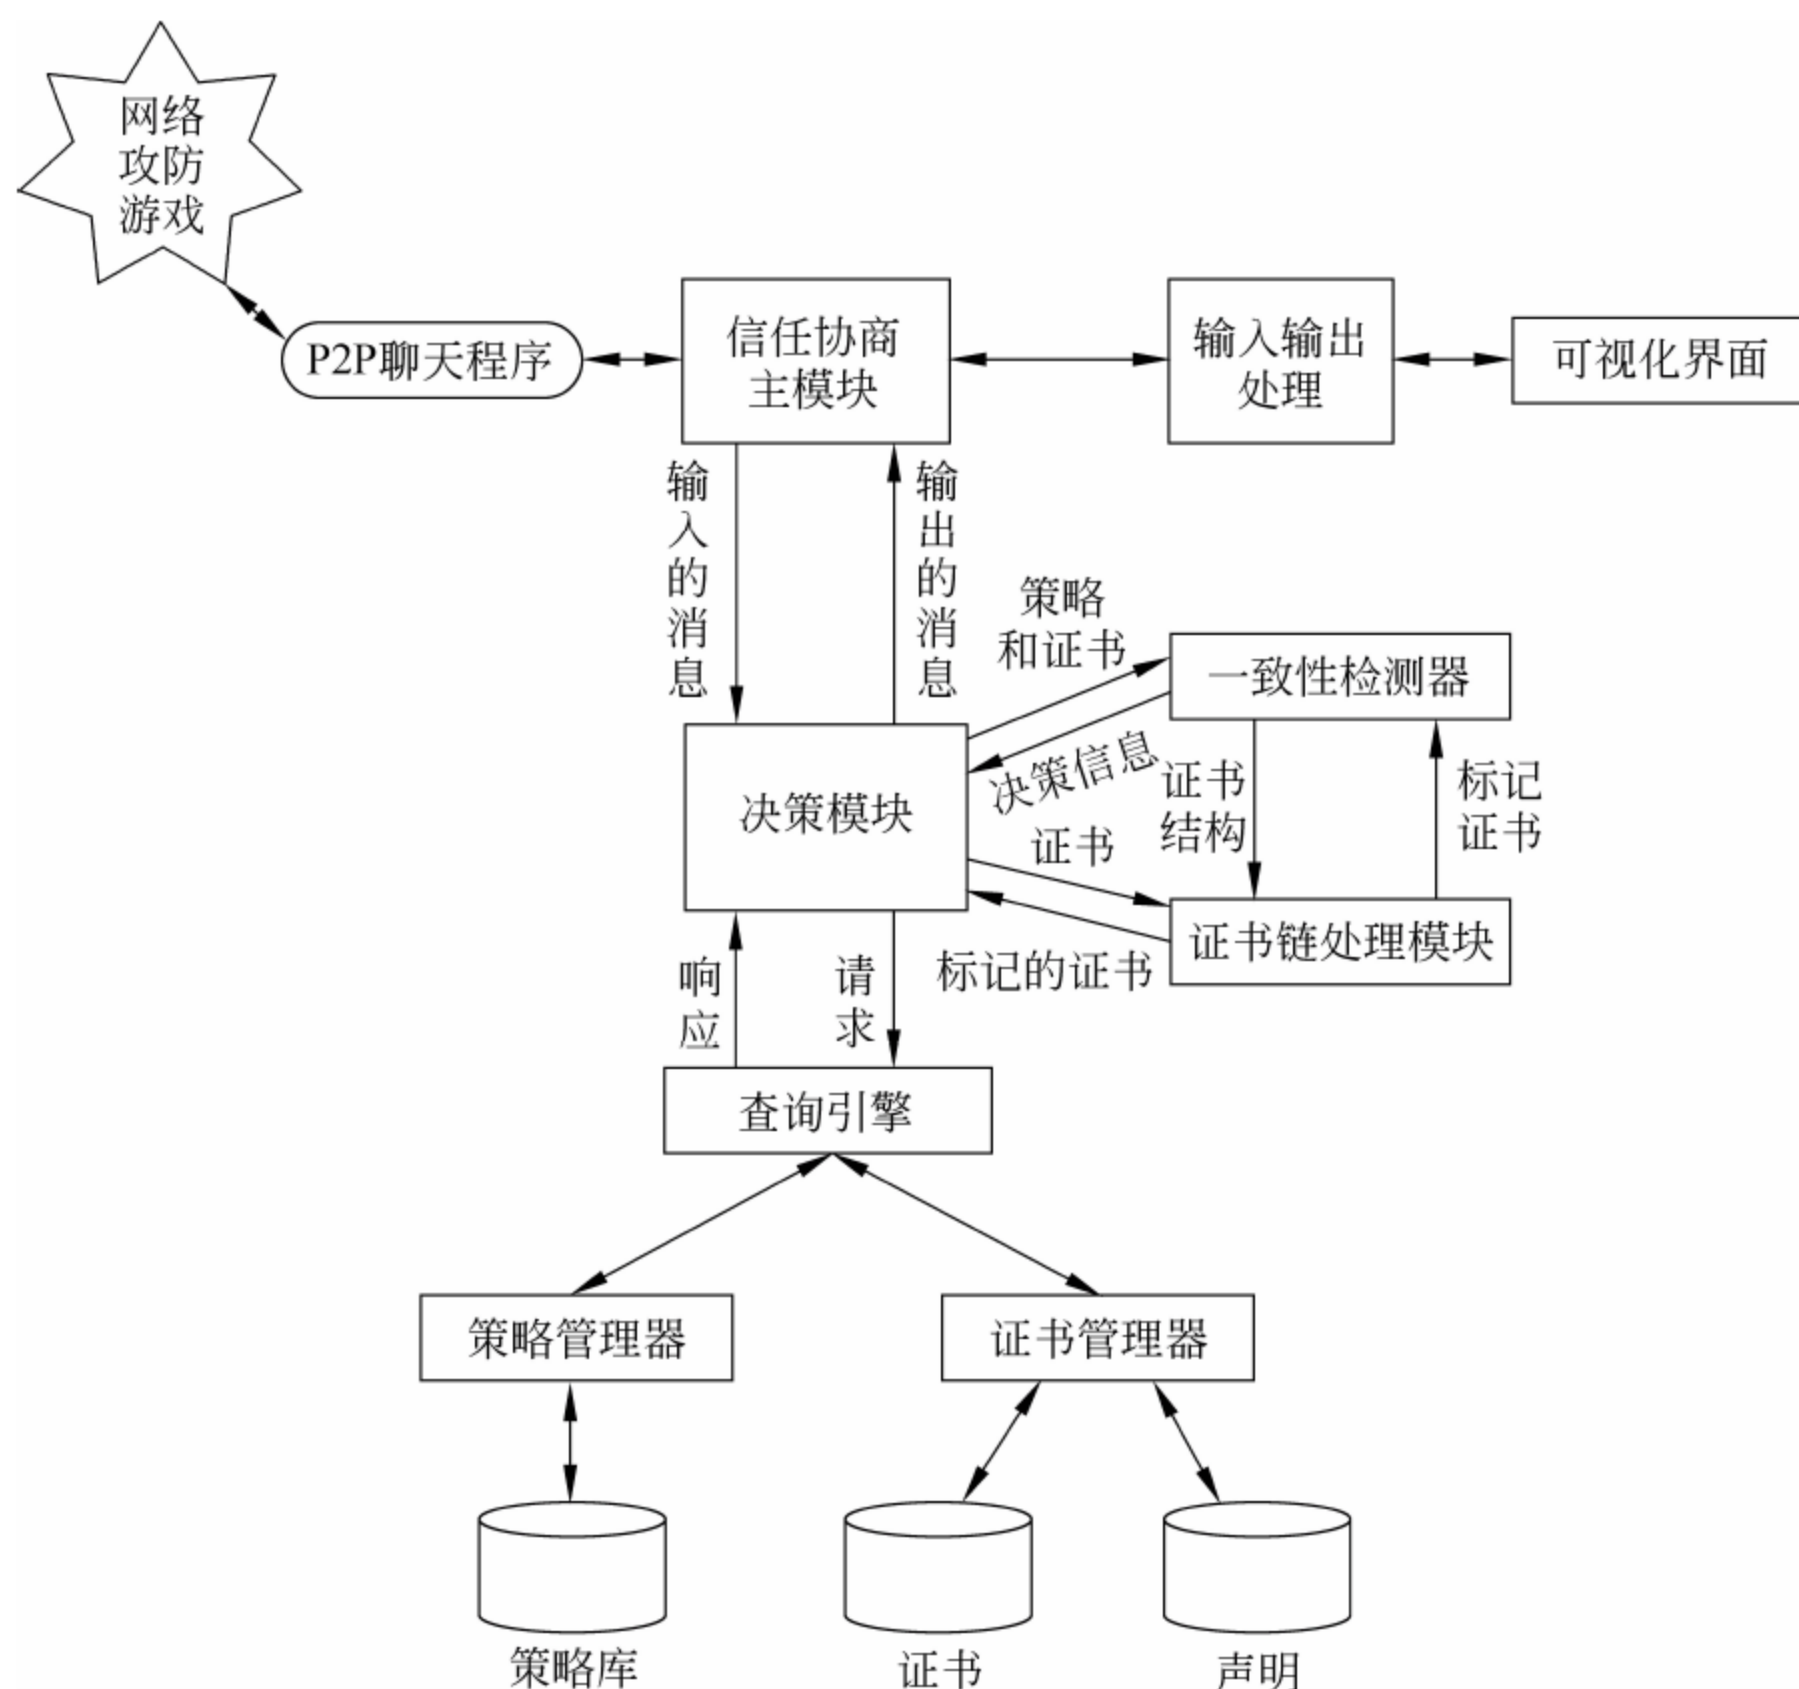 网络
攻防
游戏
P2P聊天程序
信任协商
主模块
输入输出
处理
可视化界面
输入的消息
输出的消息
策略
和证书
一致性检测器
决策信息
证书
结构
标记
证书
决策模块
证书
标记的证书
证书链处理模块
响应
请求
查询引擎
策略管理器
证书管理器
策略库
证书
声明